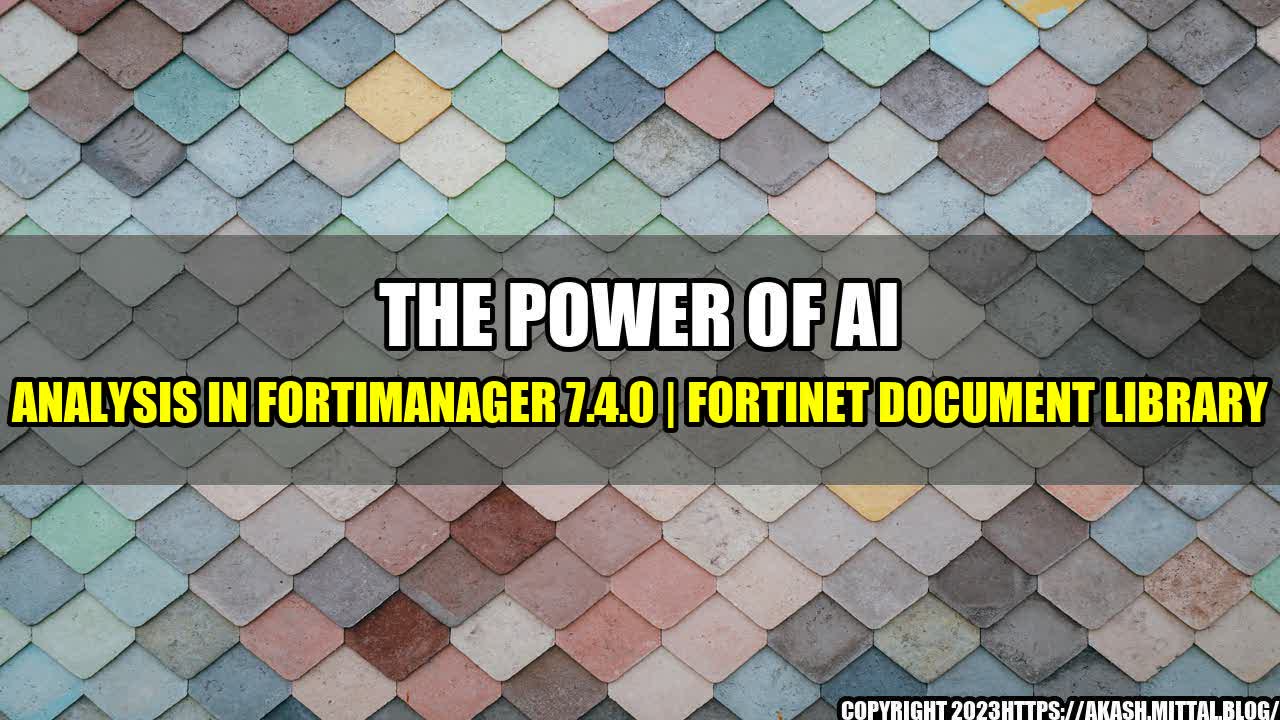 THE POWER OF AI
ANALYSIS IN FORTIMANAGER 7.4.0 | FORTINET DOCUMENT LIBRARY
COPYRIGHT 2023HTTPS://AKASH.MITTAL.BLOG/